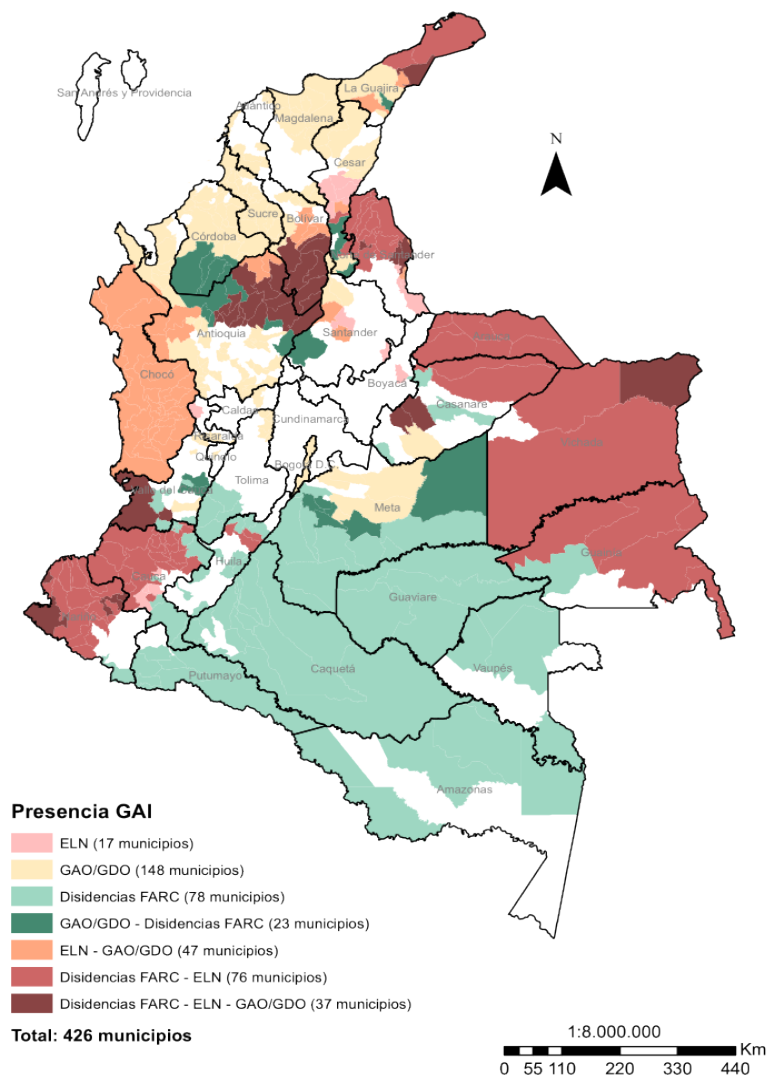 San Andrés y Providencia
La Guajira
Atlántico
Magdalena
Cesar
Sucre
Bolívar
Córdoba
Santander
Antioquia
Santander
Arauca
Chocó
Boyacá
Casanare
Caldas
Cundinamarca
Vichada
Risaralda
Quindío
Bogotá D.C.
Tolima
Valle del Cauca
Meta
Guainía
Huila
Cauca
Guaviare
Nariño
Vaupés
Caquetá
Putumayo
Amazonas
N
Presencia GAI
ELN (17 municipios)
GAO/GDO (148 municipios)
Disidencias FARC (78 municipios)
GAO/GDO - Disidencias FARC (23 municipios)
ELN - GAO/GDO (47 municipios)
Disidencias FARC - ELN (76 municipios)
Disidencias FARC - ELN - GAO/GDO (37 municipios)
Total: 426 municipios
1:8.000.000
Km
0 55 110 220 330 440